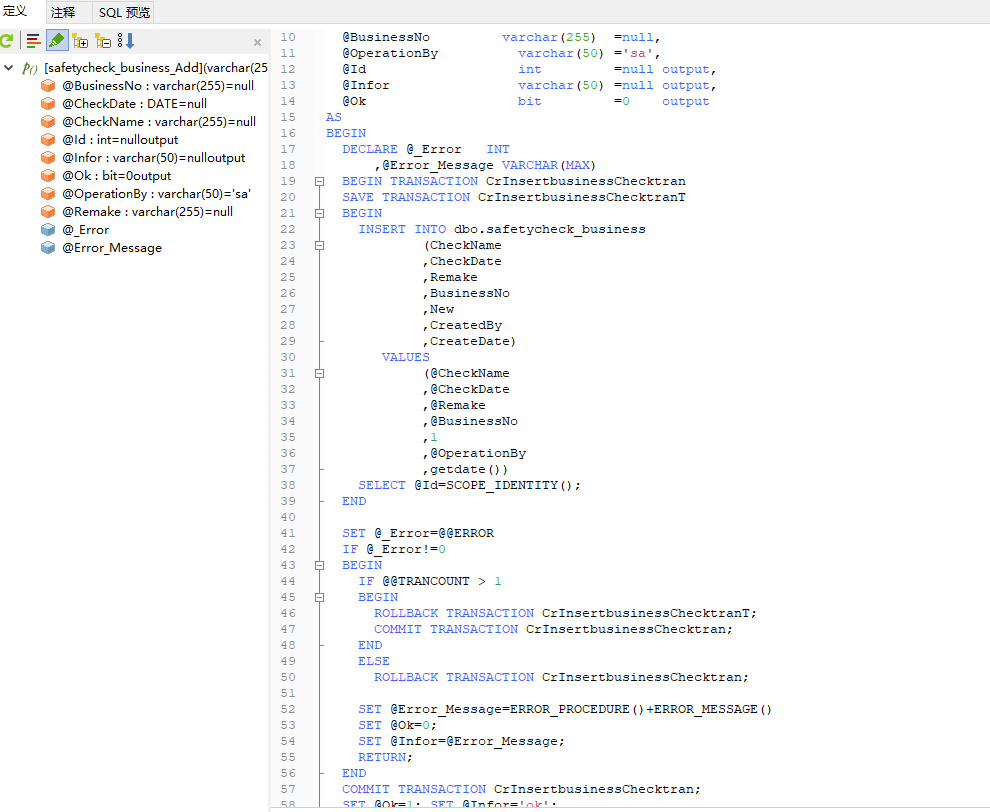 定义 注释 SQL 预览
[safetycheck_business_Add](varchar(25
@BusinessNo : varchar(255)=null
@CheckDate : DATE=null
@CheckName : varchar(255)=null
@Id : int=nulloutput
@Infor : varchar(50)=nulloutput
@Ok : bit=0output
@OperationBy : varchar(50)='sa'
@Remake : varchar(255)=null
@_Error
@Error_Message
10 @BusinessNo varchar(255) =null,
11 @OperationBy varchar(50) ='sa',
12 @Id int =null output,
13 @Infor varchar(50) =null output,
14 @Ok bit =0 output
15 AS
16 BEGIN
17 DECLARE @_Error INT
18 ,@Error_Message VARCHAR(MAX)
19 BEGIN TRANSACTION CrInsertbusinessChecktran
20 SAVE TRANSACTION CrInsertbusinessChecktranT
21 BEGIN
22 INSERT INTO dbo.safetycheck_business
23 (CheckName
24 ,CheckDate
25 ,Remake
26 ,BusinessNo
27 ,New
28 ,CreatedBy
29 ,CreateDate)
30 VALUES
31 (@CheckName
32 ,@CheckDate
33 ,@Remake
34 ,@BusinessNo
35 ,1
36 ,@OperationBy
37 ,getdate())
38 SELECT @Id=SCOPE_IDENTITY();
39 END
40
41 SET @_Error=@@ERROR
42 IF @_Error!=0
43 BEGIN
44 IF @@TRANCOUNT > 1
45 BEGIN
46 ROLLBACK TRANSACTION CrInsertbusinessChecktranT;
47 COMMIT TRANSACTION CrInsertbusinessChecktran;
48 END
49 ELSE
50 ROLLBACK TRANSACTION CrInsertbusinessChecktran;
51
52 SET @Error_Message=ERROR_PROCEDURE()+ERROR_MESSAGE()
53 SET @Ok=0;
54 SET @Infor=@Error_Message;
55 RETURN;
56 END
57 COMMIT TRANSACTION CrInsertbusinessChecktran;
58 SET @Ok=1; SET @Infor='ok';